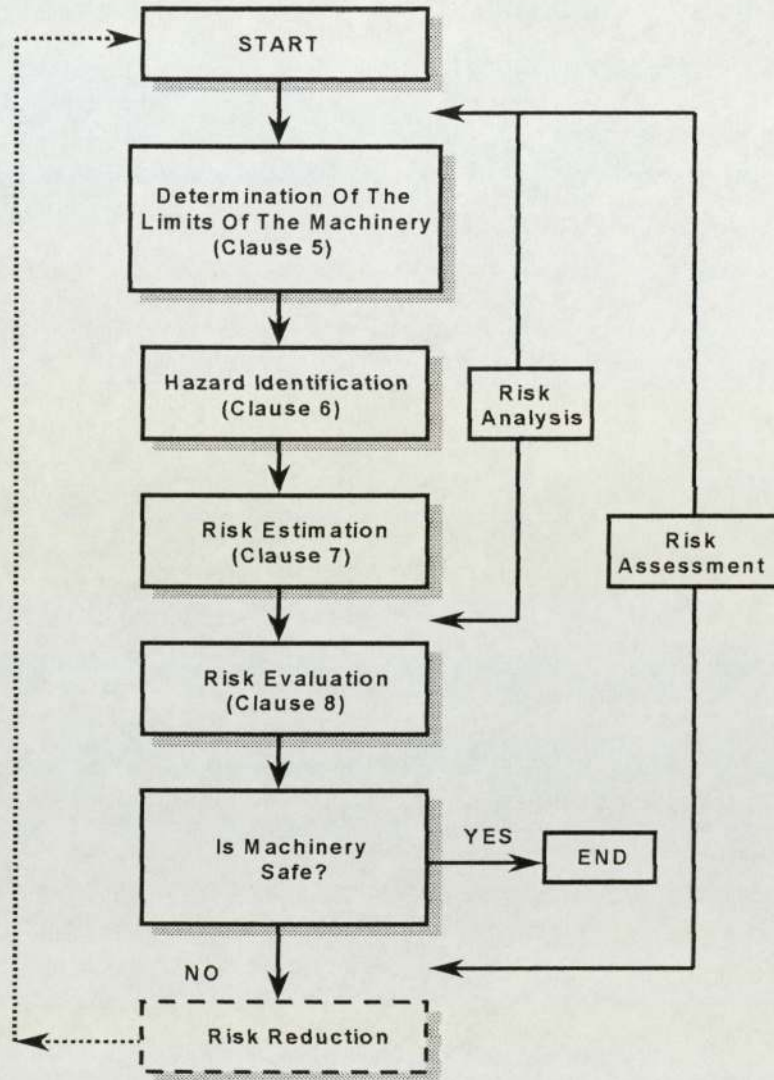 START
Determination Of The
Limits Of The Machinery
(Clause 5)
Hazard Identification
(Clause 6)
Risk
Analysis
Risk Estimation
(Clause 7)
Risk
Assessment
Risk Evaluation
(Clause 8)
Is Machinery
Safe?
YES
END
NO
Risk Reduction